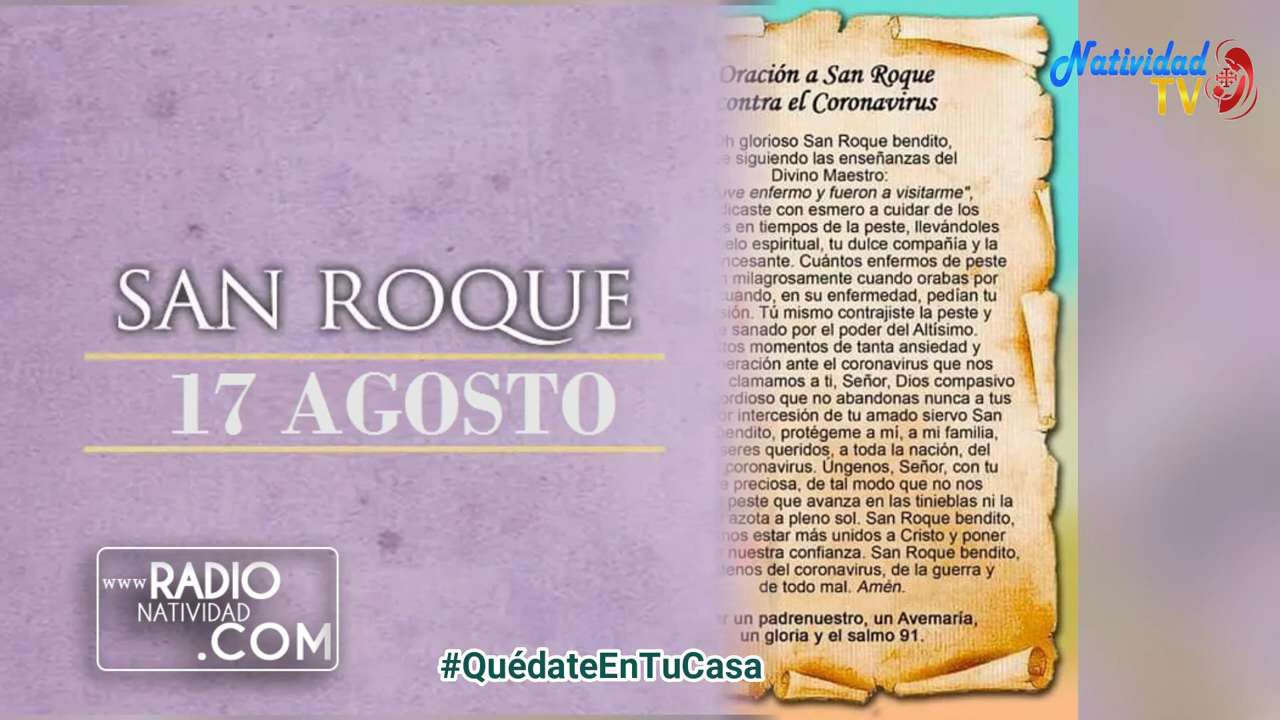 SAN ROQUE
17 AGOSTO
www RADIO
NATIVIDAD
.COM
Oración a San Roque
contra el Coronavirus
glorioso San Roque bendito,
siguiendo las enseñanzas del
Divino Maestro:
enfermo y fueron a visitarme",
con esmero a cuidar de los
en tiempos de la peste, llevándoles
espiritual, tu dulce compañía y la
Cuántos enfermos de peste
milagrosamente cuando orabas por
en su enfermedad, pedían tu
Tú mismo contrajiste la peste y
sanado por el poder del Altísimo.
momentos de tanta ansiedad y
ante el coronavirus que nos
clamamos a ti, Señor, Dios compasivo
que no abandonas nunca a tus
intercesión de tu amado siervo San
protégeme a mí, a mi familia,
queridos, a toda la nación, del
coronavirus. Úngenos, Señor, con tu
preciosa, de tal modo que no nos
peste que avanza en las tinieblas ni la
azota a pleno sol. San Roque bendito,
estar más unidos a Cristo y poner
nuestra confianza. San Roque bendito,
del coronavirus, de la guerra y
de todo mal. Amén.
un padrenuestro, un Avemaría,
un gloria y el salmo 91.
Natividad
TV
#QuédateEnTuCasa